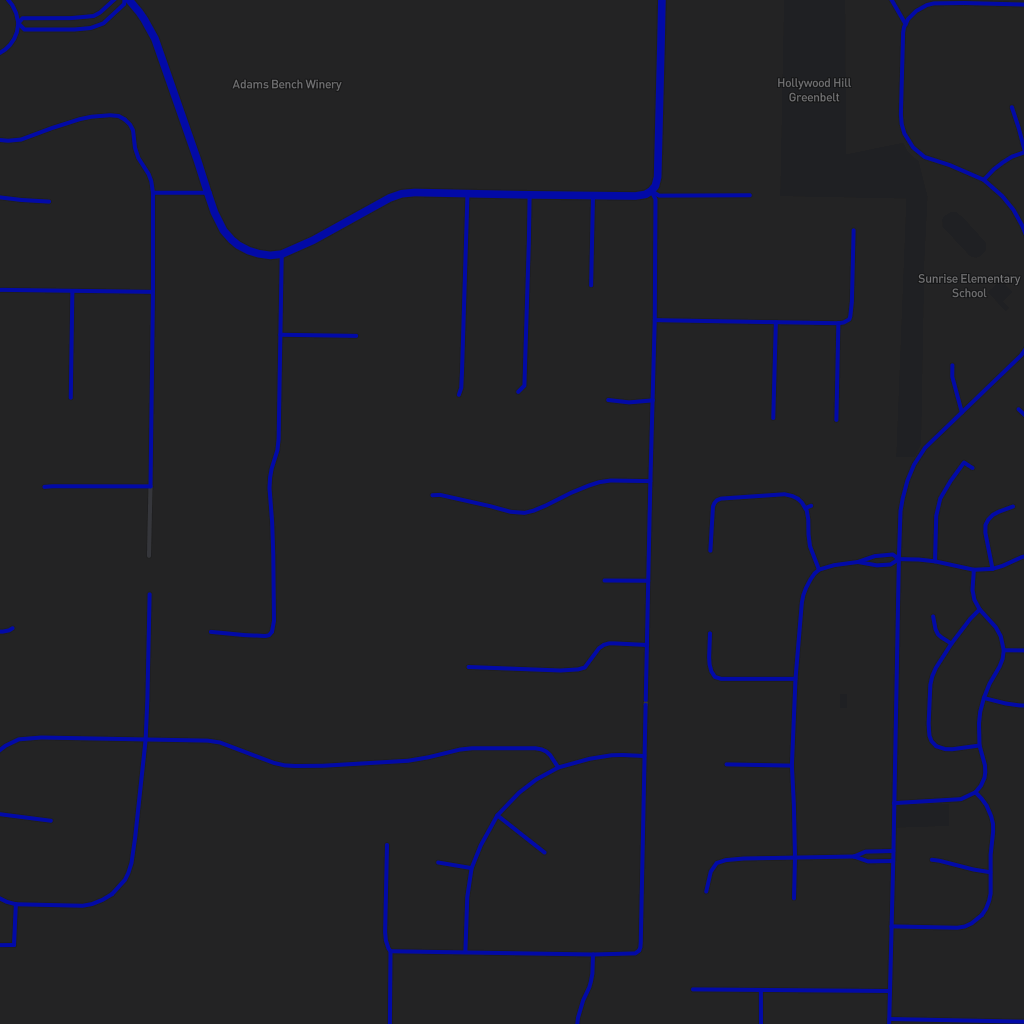 Adams Bench Winery
Hollywood Hill
Greenbelt
Sunrise Elementary
School